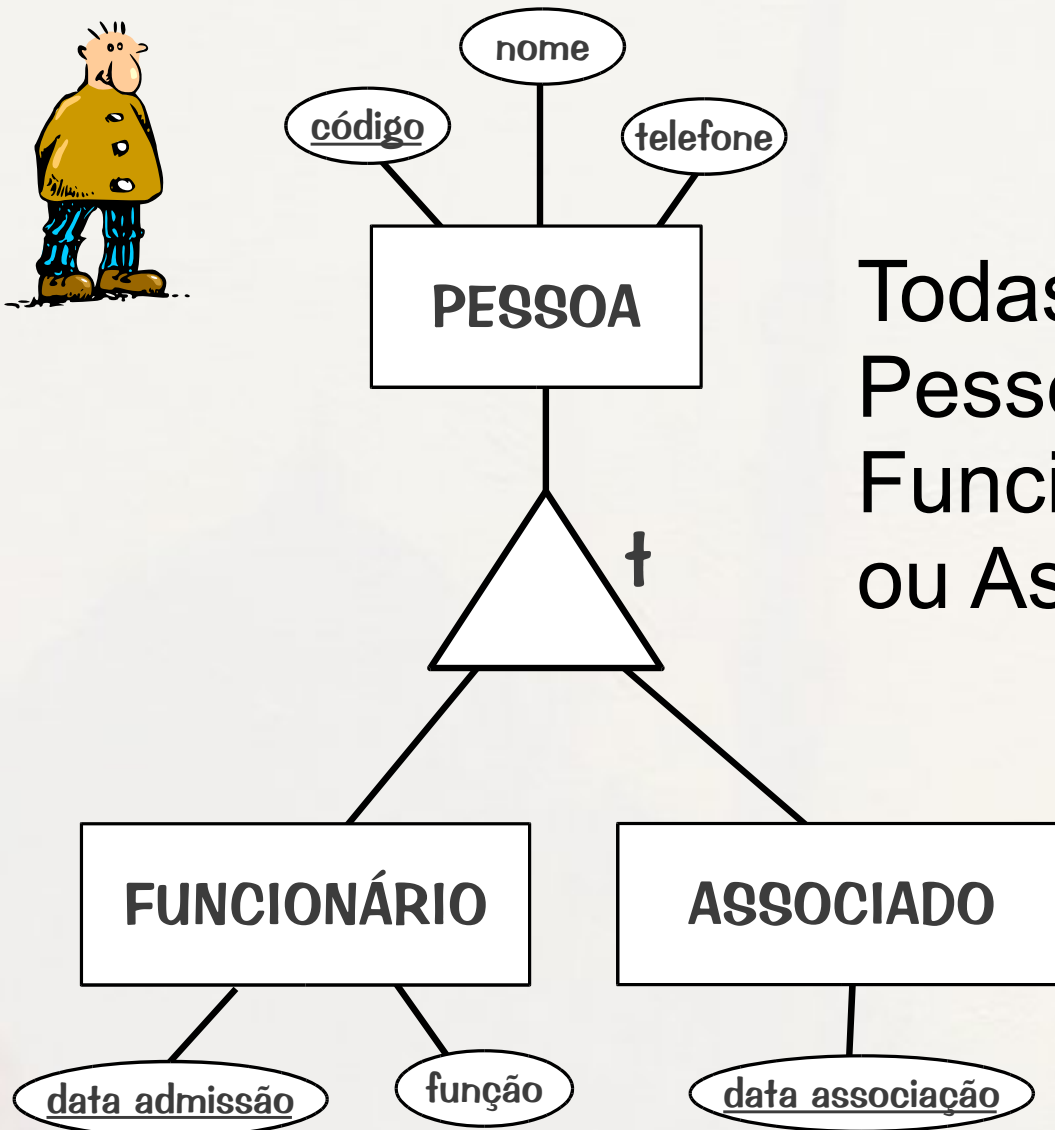 nome
código
telefone
PESSOA
Todas
Pesso
Funci
ou As
t
FUNCIONÁRIO
ASSOCIADO
data admissão
função
data associação